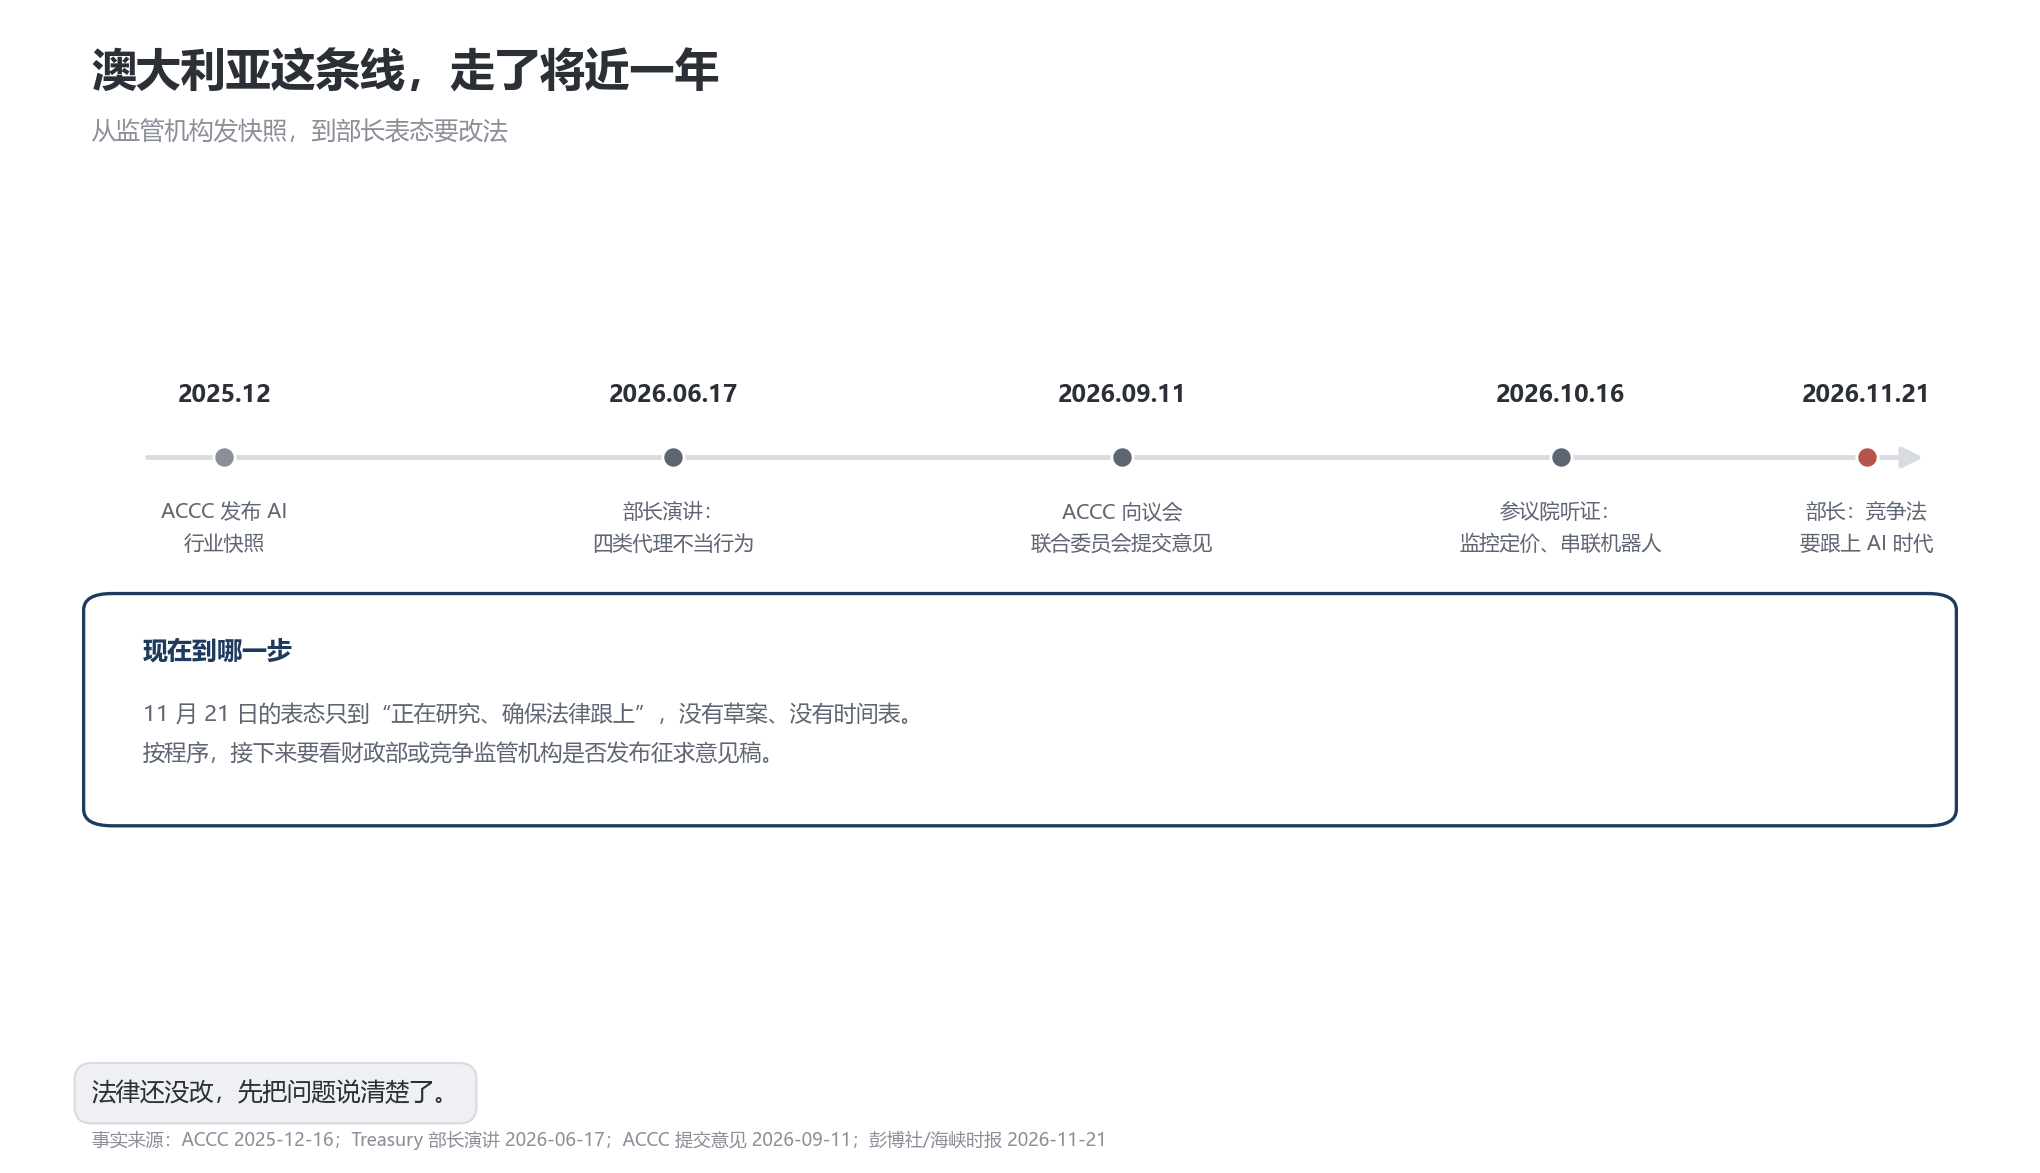 澳大利亚这条线，走了将近一年
从监管机构发快照，到部长表态要改法
2025.12
2026.06.17
2026.09.11
2026.10.16
2026.11.21
ACCC 发布 AI
行业快照
部长演讲：
四类代理不当行为
ACCC 向议会
联合委员会提交意见
参议院听证：
监控定价、串联机器人
部长：竞争法
要跟上 AI 时代
现在到哪一步
11 月 21 日的表态只到“正在研究、确保法律跟上”，没有草案、没有时间表。
按程序，接下来要看财政部或竞争监管机构是否发布征求意见稿。
法律还没改，先把问题说清楚了。
事实来源：ACCC 2025-12-16；Treasury 部长演讲 2026-06-17；ACCC 提交意见 2026-09-11；彭博社/海峡时报 2026-11-21